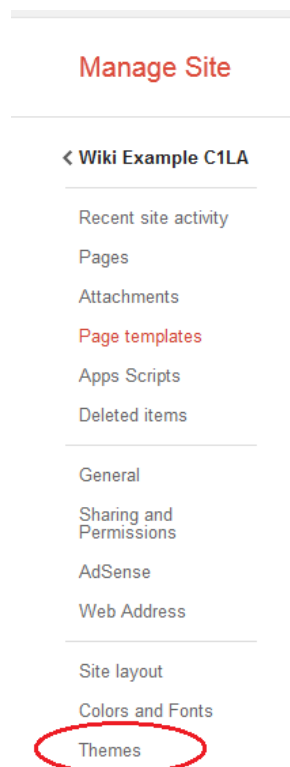 Manage Site
Wiki Example C1LA
Recent site activity
Pages
Attachments
Page templates
Apps Scripts
Deleted items
General
Sharing and
Permissions
AdSense
Web Address
Site layout
Colors and Fonts
Themes